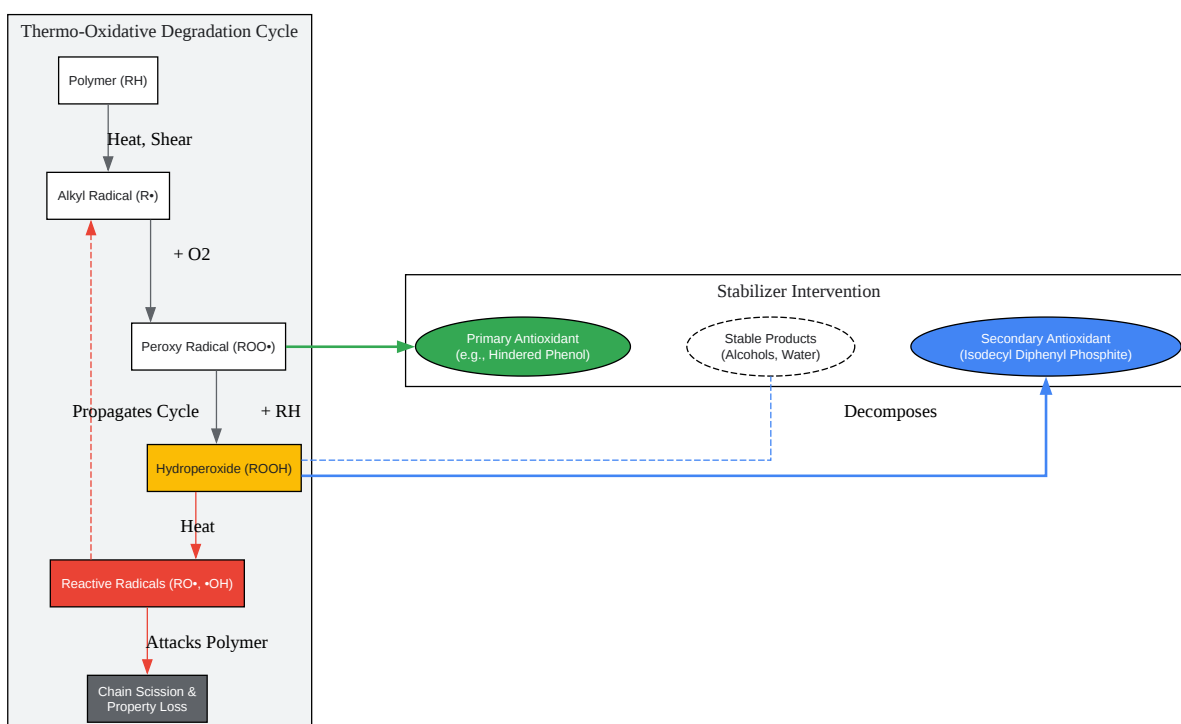 Thermo-Oxidative Degradation Cycle
Polymer (RH)
Heat, Shear
Alkyl Radical (R•)
+ O2
Peroxy Radical (ROO•)
Propagates Cycle
+ RH
Hydroperoxide (ROOH)
Heat
Reactive Radicals (RO•, •OH)
Attacks Polymer
Chain Scission &
Property Loss
Stabilizer Intervention
Primary Antioxidant
(e.g., Hindered Phenol)
Stable Products
(Alcohols, Water)
Secondary Antioxidant
(Isodecyl Diphenyl Phosphite)
Decomposes